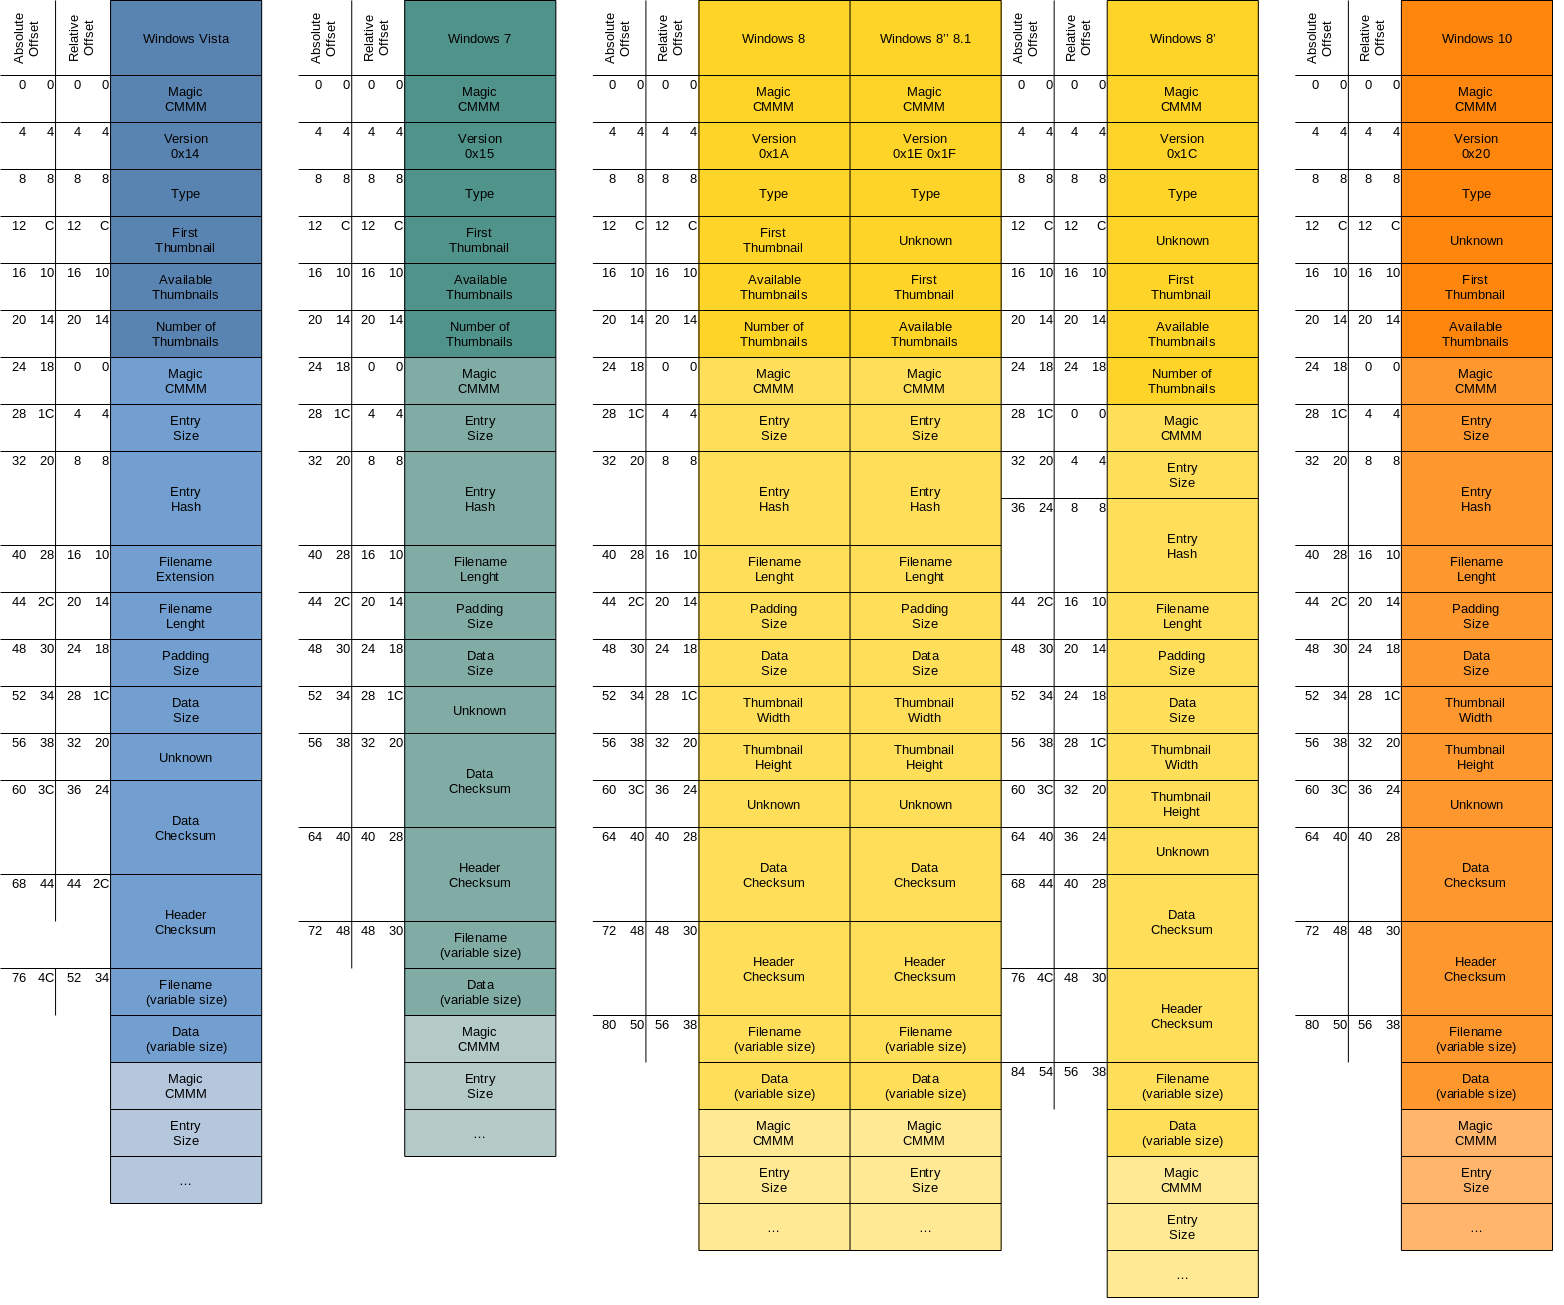 Absolute Offset
Relative Offset
Windows Vista
0 0 0 0
Magic
CMMM
4 4 4 4
Version
0x14
8 8 8 8
Type
12 C 12 C
First
Thumbnail
16 10 16 10
Available
Thumbnails
20 14 20 14
Number of
Thumbnails
24 18 0 0
Magic
CMMM
28 1C 4 4
Entry
Size
32 20 8 8
Entry
Hash
40 28 16 10
Filename
Extension
44 2C 20 14
Filename
Lenght
48 30 24 18
Padding
Size
52 34 28 1C
Data
Size
56 38 32 20
Unknown
60 3C 36 24
Data
Checksum
68 44 44 2C
Header
Checksum
76 4C 52 34
Filename
(variable size)
Data
(variable size)
Magic
CMMM
Entry
Size
…
Absolute Offset
Relative Offset
Windows 7
0 0 0 0
Magic
CMMM
4 4 4 4
Version
0x15
8 8 8 8
Type
12 C 12 C
First
Thumbnail
16 10 16 10
Available
Thumbnails
20 14 20 14
Number of
Thumbnails
24 18 0 0
Magic
CMMM
28 1C 4 4
Entry
Size
32 20 8 8
Entry
Hash
40 28 16 10
Filename
Lenght
44 2C 20 14
Padding
Size
48 30 24 18
Data
Size
52 34 28 1C
Unknown
56 38 32 20
Data
Checksum
64 40 40 28
Header
Checksum
72 48 48 30
Filename
(variable size)
Data
(variable size)
Magic
CMMM
Entry
Size
…
Absolute Offset
Relative Offset
Windows 8
Windows 8’’ 8.1
0 0 0 0
Magic Magic
CMMM CMMM
4 4 4 4
Version Version
0x1A 0x1E 0x1F
8 8 8 8
Type Type
12 C 12 C
First
Thumbnail
Unknown
16 10 16 10
Available First
Thumbnails Thumbnail
20 14 20 14
Number of Available
Thumbnails Thumbnails
24 18 0 0
Magic Magic
CMMM CMMM
28 1C 4 4
Entry Entry
Size Size
32 20 8 8
Entry Entry
Hash Hash
40 28 16 10
Filename Filename
Lenght Lenght
44 2C 20 14
Padding Padding
Size Size
48 30 24 18
Data Data
Size Size
52 34 28 1C
Thumbnail Thumbnail
Width Width
56 38 32 20
Thumbnail Thumbnail
Height Height
60 3C 36 24
Unknown Unknown
64 40 40 28
Data Data
Checksum Checksum
72 48 48 30
Header Header
Checksum Checksum
80 50 56 38
Filename Filename
(variable size) (variable size)
Data Data
(variable size) (variable size)
Magic Magic
CMMM CMMM
Entry Entry
Size Size
… …
Absolute Offset
Relative Offset
Windows 8’
0 0 0 0
Magic
CMMM
4 4 4 4
Version
0x1C
8 8 8 8
Type
12 C 12 C
Unknown
16 10 16 10
First
Thumbnail
20 14 20 14
Available
Thumbnails
24 18 24 18
Number of
Thumbnails
28 1C 0 0
Magic
CMMM
32 20 4 4
Entry
Size
36 24 8 8
Entry
Hash
44 2C 16 10
Filename
Lenght
48 30 20 14
Padding
Size
52 34 24 18
Data
Size
56 38 28 1C
Thumbnail
Width
60 3C 32 20
Thumbnail
Height
64 40 36 24
Unknown
68 44 40 28
Data
Checksum
76 4C 48 30
Header
Checksum
84 54 56 38
Filename
(variable size)
Data
(variable size)
Magic
CMMM
Entry
Size
…
Absolute Offset
Relative Offset
Windows 10
0 0 0 0
Magic
CMMM
4 4 4 4
Version
0x20
8 8 8 8
Type
12 C 12 C
Unknown
16 10 16 10
First
Thumbnail
20 14 20 14
Available
Thumbnails
24 18 0 0
Magic
CMMM
28 1C 4 4
Entry
Size
32 20 8 8
Entry
Hash
40 28 16 10
Filename
Lenght
44 2C 20 14
Padding
Size
48 30 24 18
Data
Size
52 34 28 1C
Thumbnail
Width
56 38 32 20
Thumbnail
Height
60 3C 36 24
Unknown
64 40 40 28
Data
Checksum
72 48 48 30
Header
Checksum
80 50 56 38
Filename
(variable size)
Data
(variable size)
Magic
CMMM
Entry
Size
…